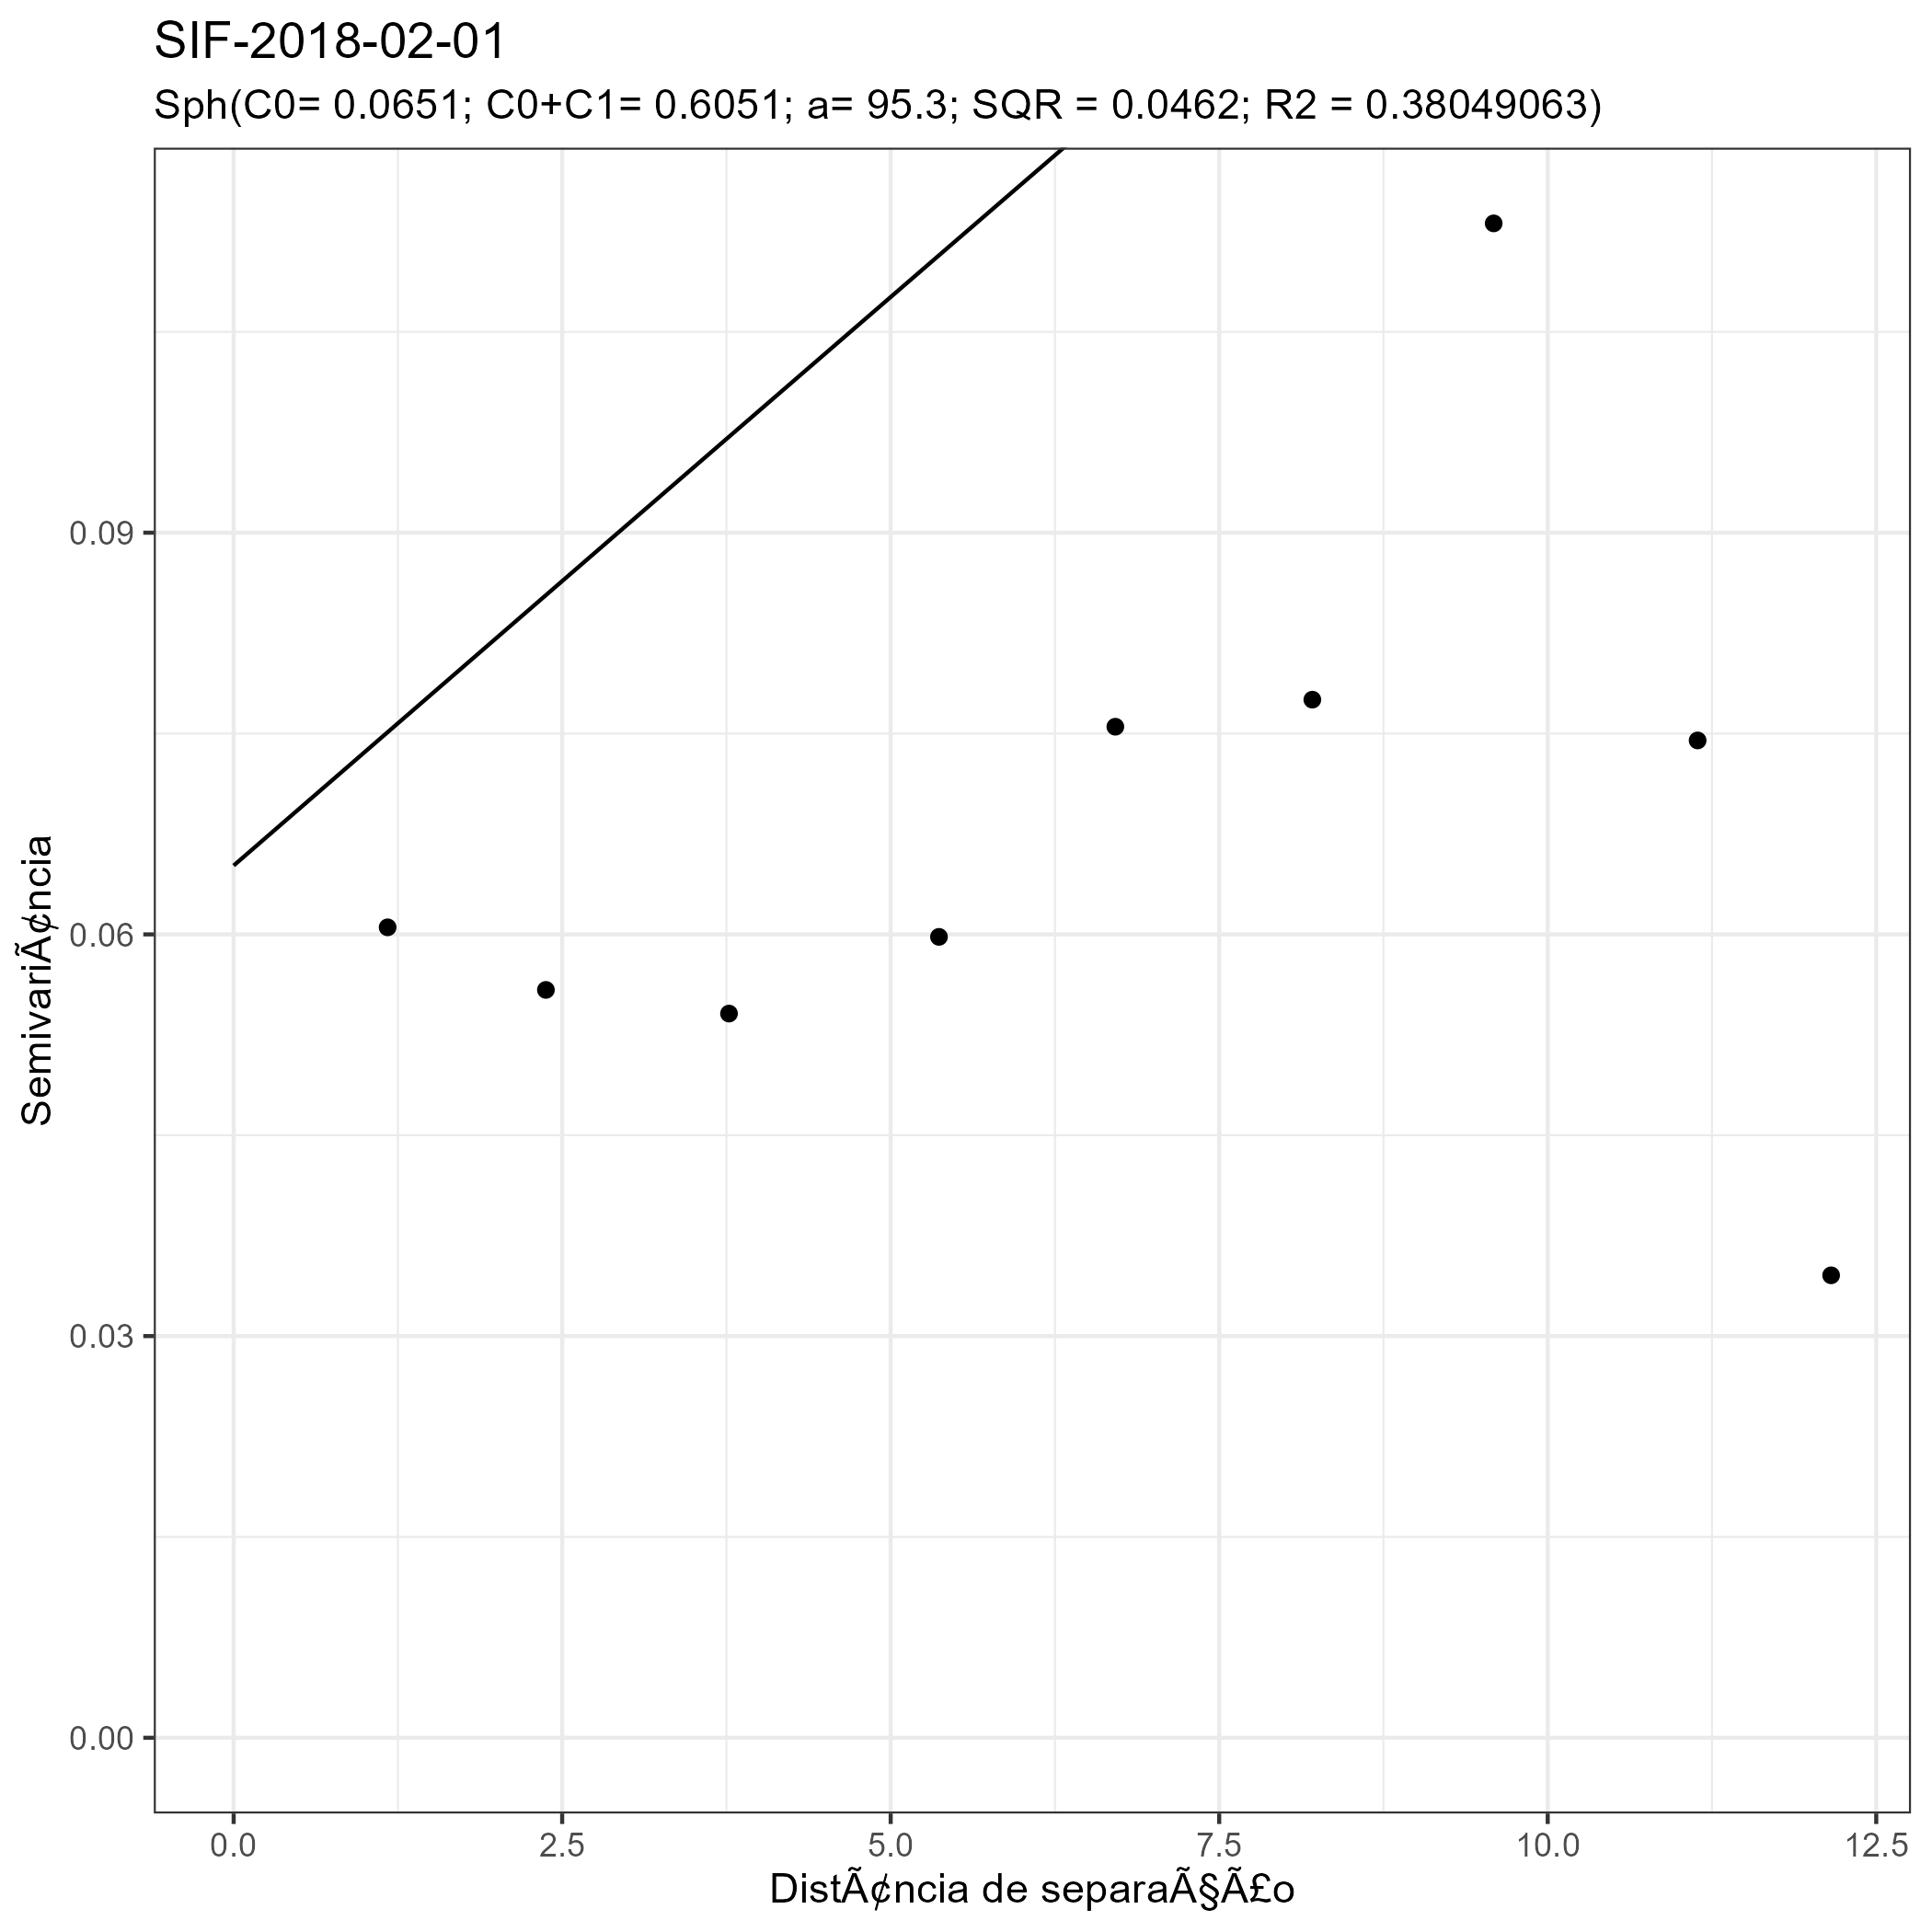 SIF-2018-02-01
Sph(C0= 0.0651; C0+C1= 0.6051; a= 95.3; SQR = 0.0462; R2 = 0.38049063)
SemivariÃ¢ncia
0.09
0.06
0.03
0.00
0.0 2.5 5.0 7.5 10.0 12.5
DistÃ¢ncia de separaÃ§Ã£o